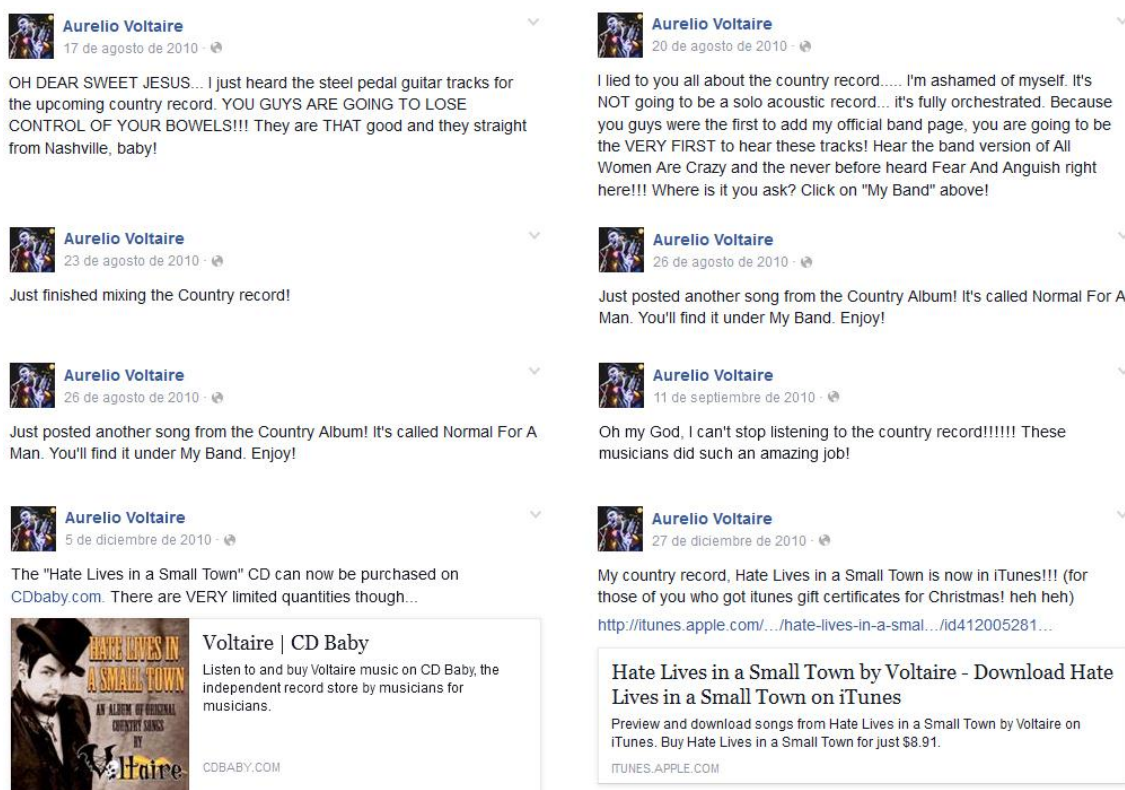 Aurelio Voltaire
17 de agosto de 2010 ·
OH DEAR SWEET JESUS... I just heard the steel pedal guitar tracks for
the upcoming country record. YOU GUYS ARE GOING TO LOSE
CONTROL OF YOUR BOWELS!!! They are THAT good and they straight
from Nashville, baby!
Aurelio Voltaire
20 de agosto de 2010 ·
I lied to you all about the country record..... I'm ashamed of myself. It's
NOT going to be a solo acoustic record... it's fully orchestrated. Because
you guys were the first to add my official band page, you are going to be
the VERY FIRST to hear these tracks! Hear the band version of All
Women Are Crazy and the never before heard Fear And Anguish right
here!!! Where is it you ask? Click on "My Band" above!
Aurelio Voltaire
23 de agosto de 2010 ·
Just finished mixing the Country record!
Aurelio Voltaire
26 de agosto de 2010 ·
Just posted another song from the Country Album! It's called Normal For A
Man. You'll find it under My Band. Enjoy!
Aurelio Voltaire
26 de agosto de 2010 ·
Just posted another song from the Country Album! It's called Normal For A
Man. You'll find it under My Band. Enjoy!
Aurelio Voltaire
11 de septiembre de 2010 ·
Oh my God, I can't stop listening to the country record!!!!!! These
musicians did such an amazing job!
Aurelio Voltaire
5 de diciembre de 2010 ·
The "Hate Lives in a Small Town" CD can now be purchased on
CDbaby.com. There are VERY limited quantities though...
HATE LIVES IN
A SMALL TOWN
AN ALBUM OF ORIGINAL
COUNTRY SONGS
BY
Voltaire
Voltaire | CD Baby
Listen to and buy Voltaire music on CD Baby, the
independent record store by musicians for
musicians.
CDBABY.COM
Aurelio Voltaire
27 de diciembre de 2010 ·
My country record, Hate Lives in a Small Town is now in iTunes!!! (for
those of you who got itunes gift certificates for Christmas! heh heh)
http://itunes.apple.com/.../hate-lives-in-a-smal.../id412005281...
Hate Lives in a Small Town by Voltaire - Download Hate
Lives in a Small Town on iTunes
Preview and download songs from Hate Lives in a Small Town by Voltaire on
iTunes. Buy Hate Lives in a Small Town for just $8.91.
ITUNES.APPLE.COM